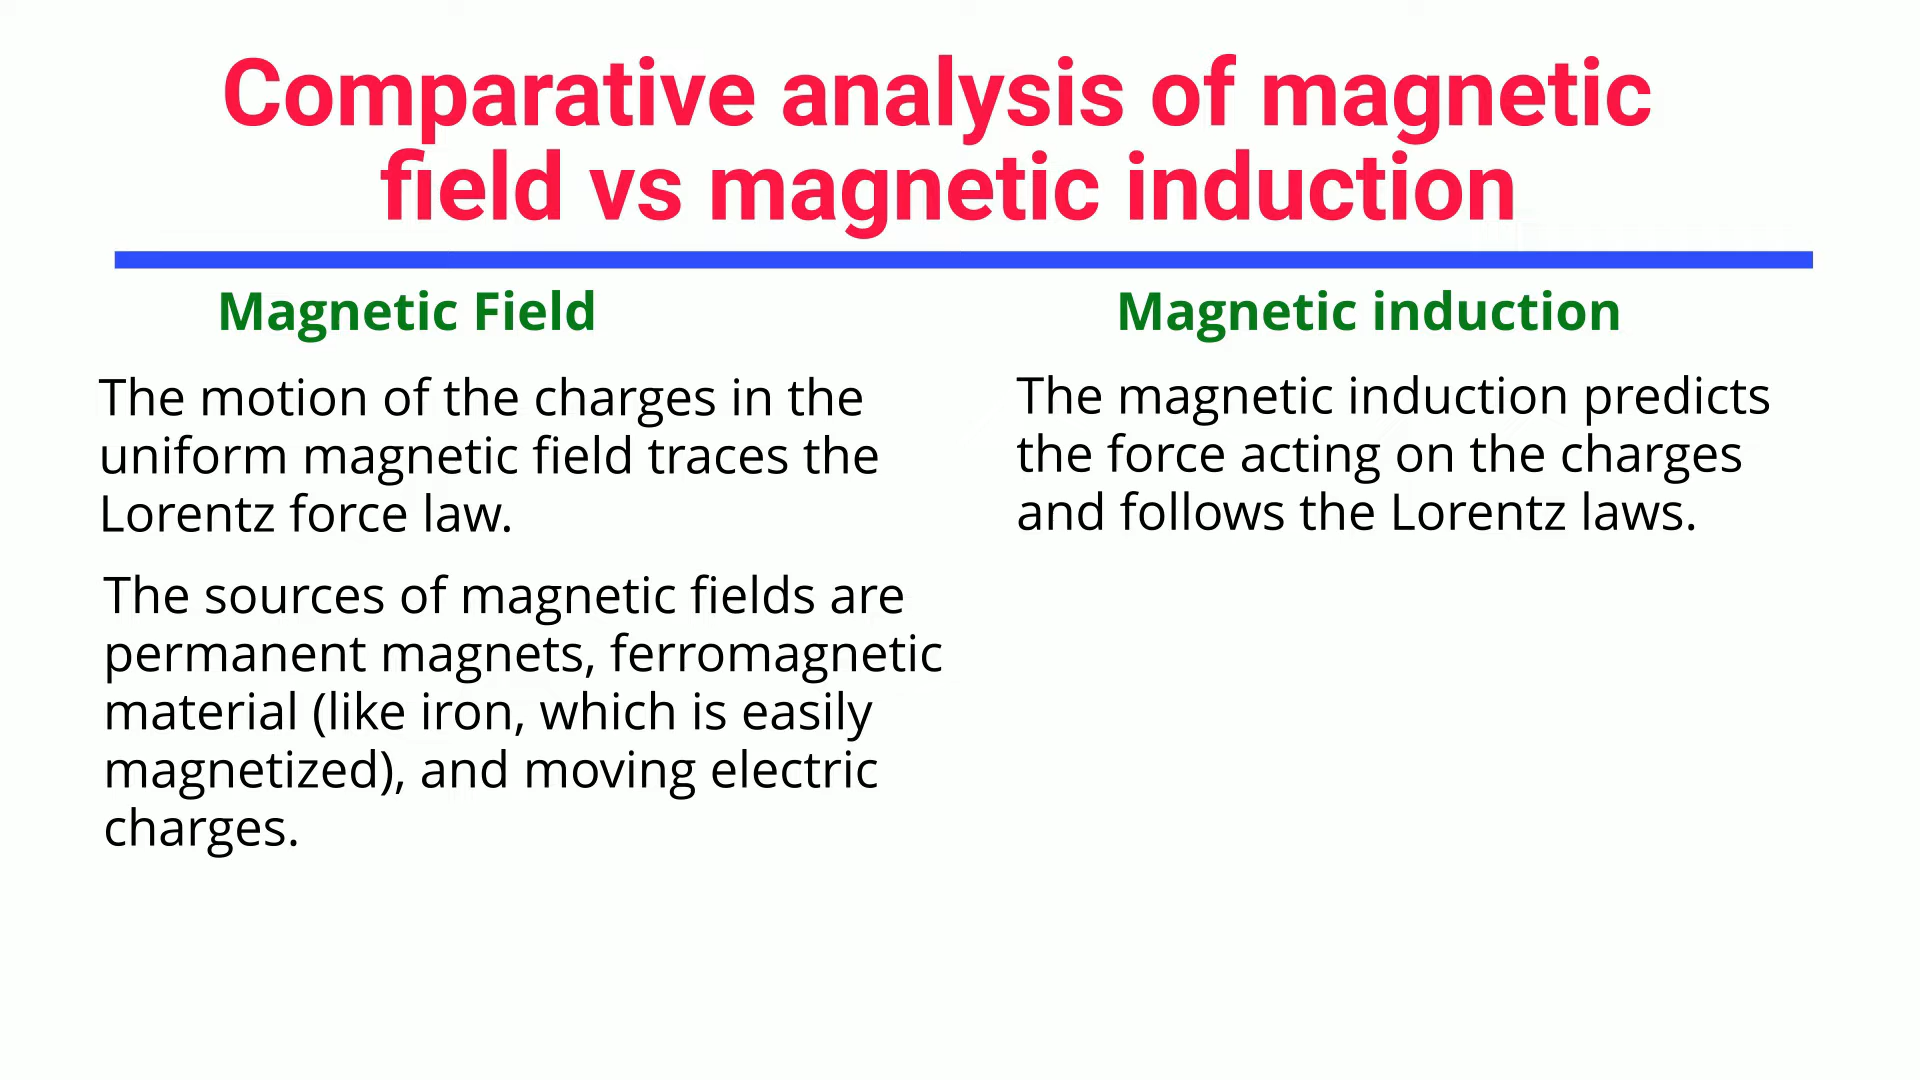 Comparative analysis of magnetic
field vs magnetic induction
Magnetic Field
The motion of the charges in the
uniform magnetic field traces the
Lorentz force law.
The sources of magnetic fields are
permanent magnets, ferromagnetic
material (like iron, which is easily
magnetized), and moving electric
charges.
Magnetic induction
The magnetic induction predicts
the force acting on the charges
and follows the Lorentz laws.